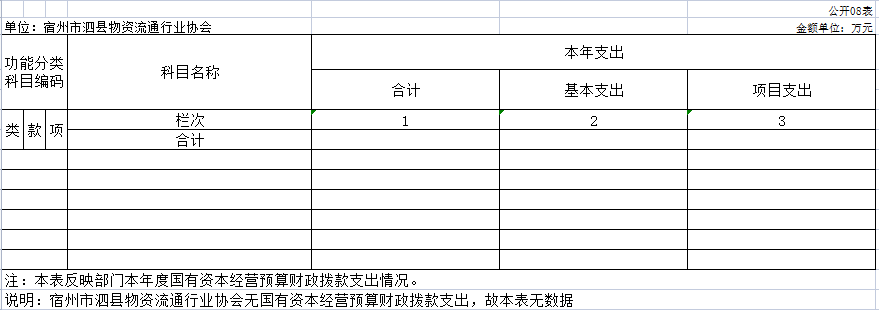 公开08表
单位：宿州市泗县物资流通行业协会
金额单位：万元
功能分类
科目编码
科目名称
本年支出
合计
基本支出
项目支出
类 款 项
栏次
1
2
3
合计
注：本表反映部门本年度国有资本经营预算财政拨款支出情况。
说明：宿州市泗县物资流通行业协会无国有资本经营预算财政拨款支出，故本表无数据